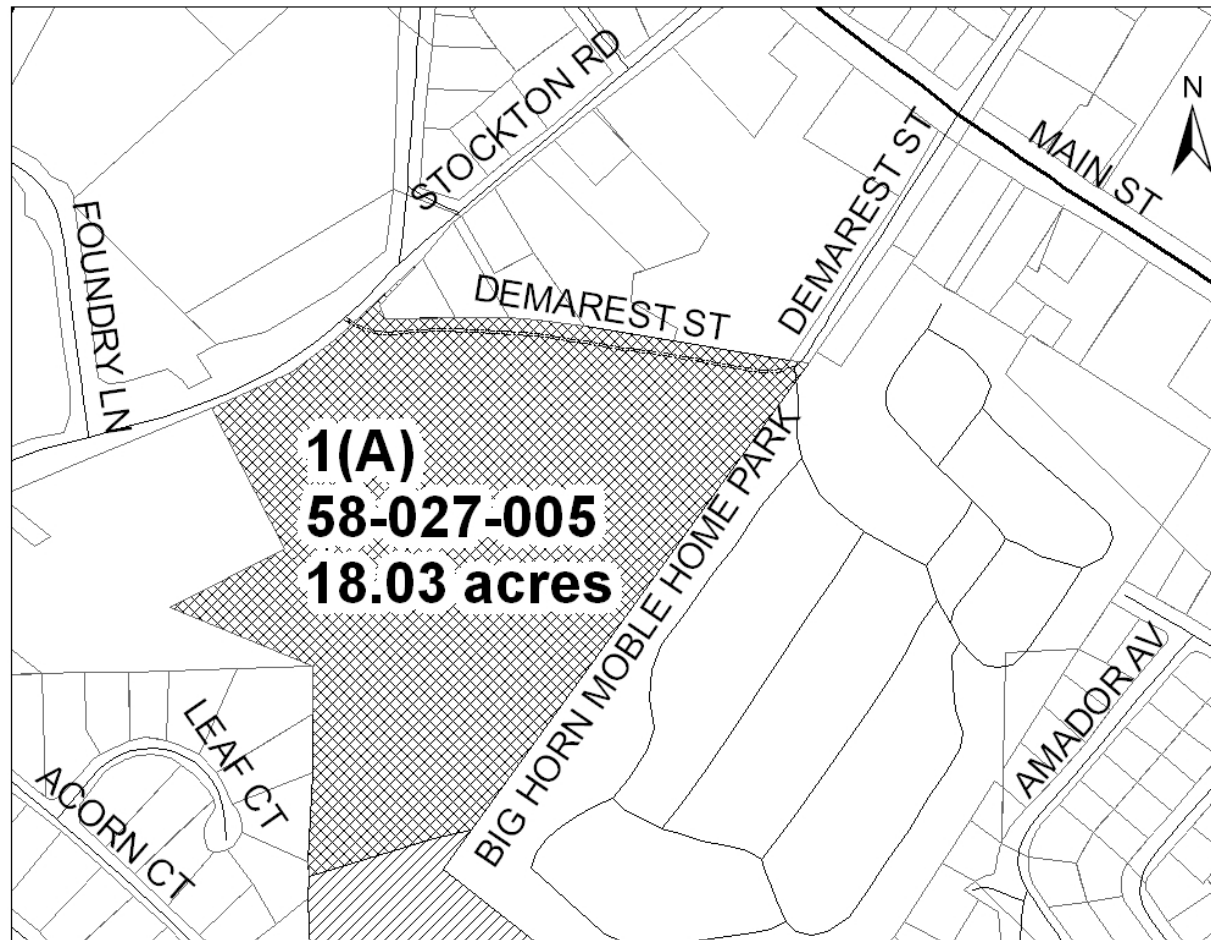 STOCKTON RD
N
MAIN ST
DEMAREST ST
FOUNDRY LN
DEMAREST ST
1(A)
58-027-005
18.03 acres
BIG HORN MOBLE HOME PARK
LEAF CT
ACORN CT
AMADOR AV